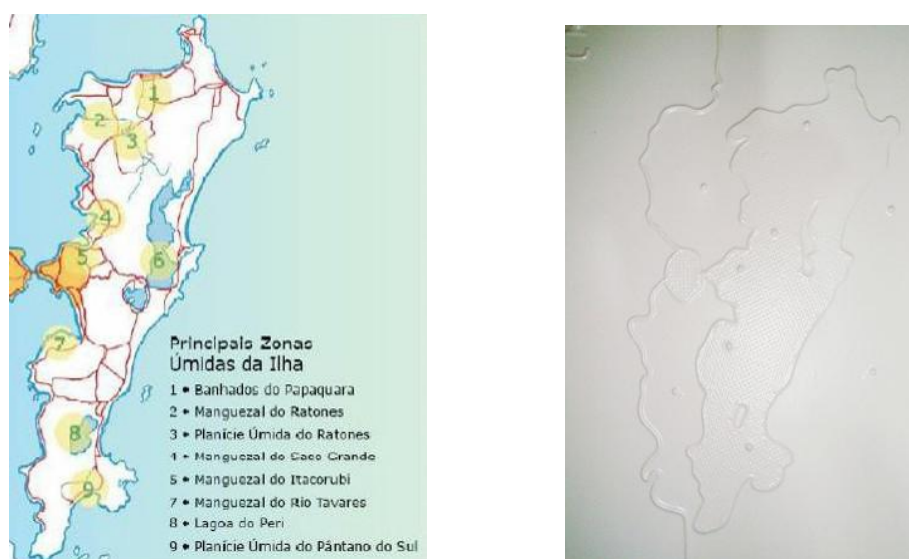 1
2
3
4
5
6
7
8
9
Principais Zonas
Úmidas da Ilha
1 • Banhados do Papaquara
2 • Manguezal do Ratones
3 • Planície Úmida do Ratones
4 • Manguezal do Saco Grande
5 • Manguezal do Itacorubi
7 • Manguezal do Rio Tavares
8 • Lagoa do Peri
9 • Planície Úmida do Pântano do Sul